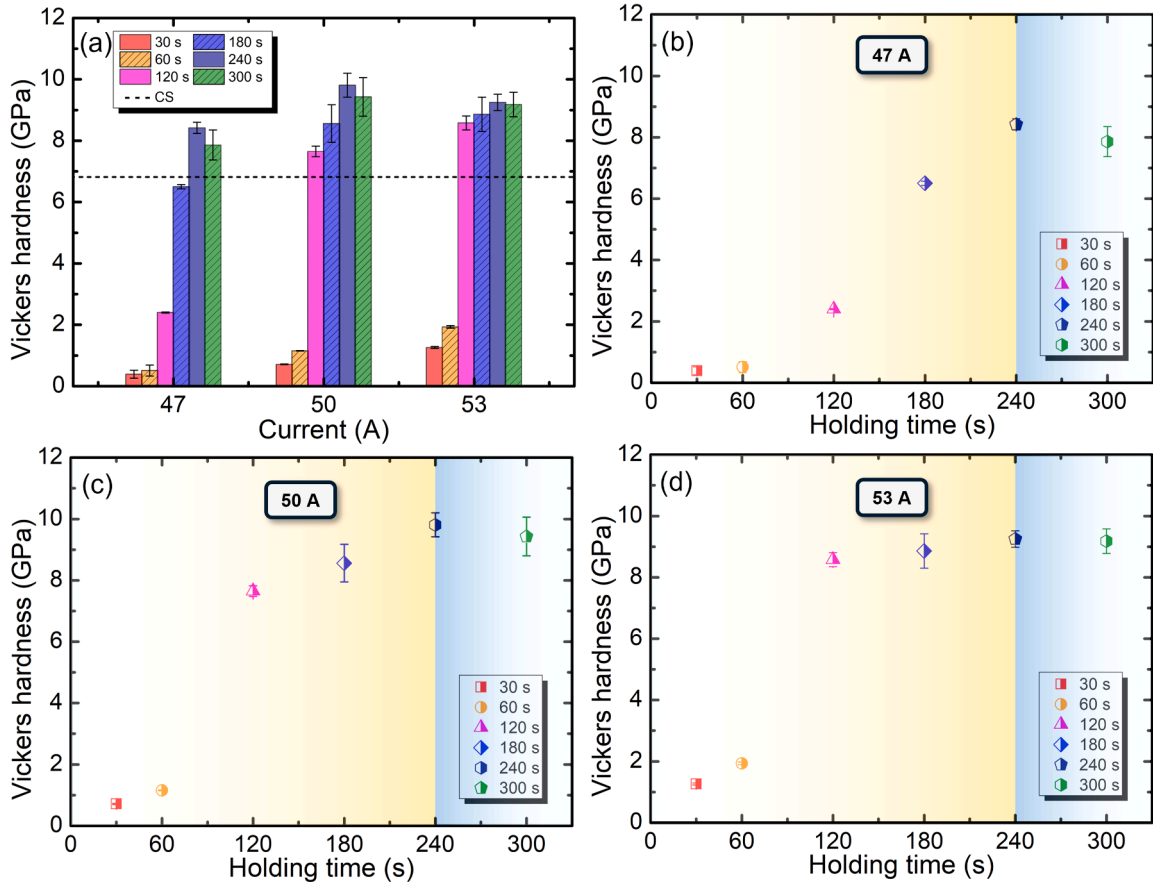 (a)
30 s 180 s
60 s 240 s
120 s 300 s
CS
Vickers hardness (GPa)
12
10
8
6
4
2
0
47 50 53
Current (A)
(b)
47 A
Vickers hardness (GPa)
12
10
8
6
4
2
0
30 s
60 s
120 s
180 s
240 s
300 s
0 60 120 180 240 300
Holding time (s)
(c)
50 A
Vickers hardness (GPa)
12
10
8
6
4
2
0
30 s
60 s
120 s
180 s
240 s
300 s
0 60 120 180 240 300
Holding time (s)
(d)
53 A
Vickers hardness (GPa)
12
10
8
6
4
2
0
30 s
60 s
120 s
180 s
240 s
300 s
0 60 120 180 240 300
Holding time (s)